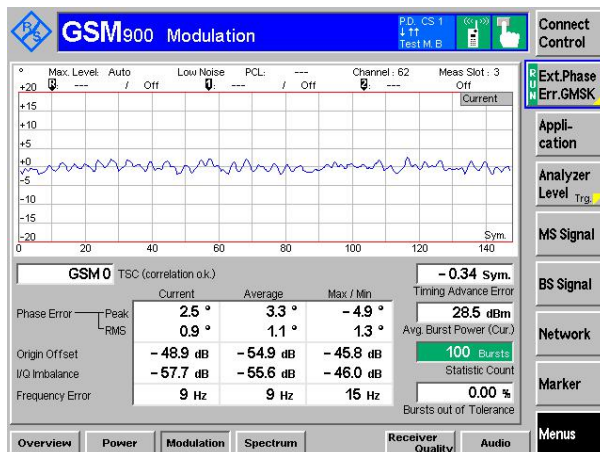 R&S
GSM900 Modulation
P.D. CS 1
↓ ↑↑
Test M. B
Connect Control
° Max. Level: Auto Low Noise PCL: --- Channel : 62 Meas Slot : 3
1: --- / Off --- / Off 2: --- Off
Current
+20
+15
+10
+5
+0
−5
−10
−15
−20
Sym.
0 20 40 60 80 100 120 140
GSM 0 TSC (correlation o.k.)
− 0.34 Sym.
Timing Advance Error
Current Average Max / Min
Phase Error Peak 2.5 ° 3.3 ° − 4.9 °
28.5 dBm
RMS 0.9 ° 1.1 ° 1.3 °
Avg. Burst Power (Cur.)
Origin Offset − 48.9 dB − 54.9 dB − 45.8 dB
100 Bursts
I/Q Imbalance − 57.7 dB − 55.6 dB − 46.0 dB
Statistic Count
Frequency Error 9 Hz 9 Hz 15 Hz
0.00 %
Bursts out of Tolerance
RUN
Ext.Phase Err.GMSK
Appli-cation
Analyzer Level Trg.
MS Signal
BS Signal
Network
Marker
Menus
Overview Power Modulation Spectrum Receiver Quality Audio